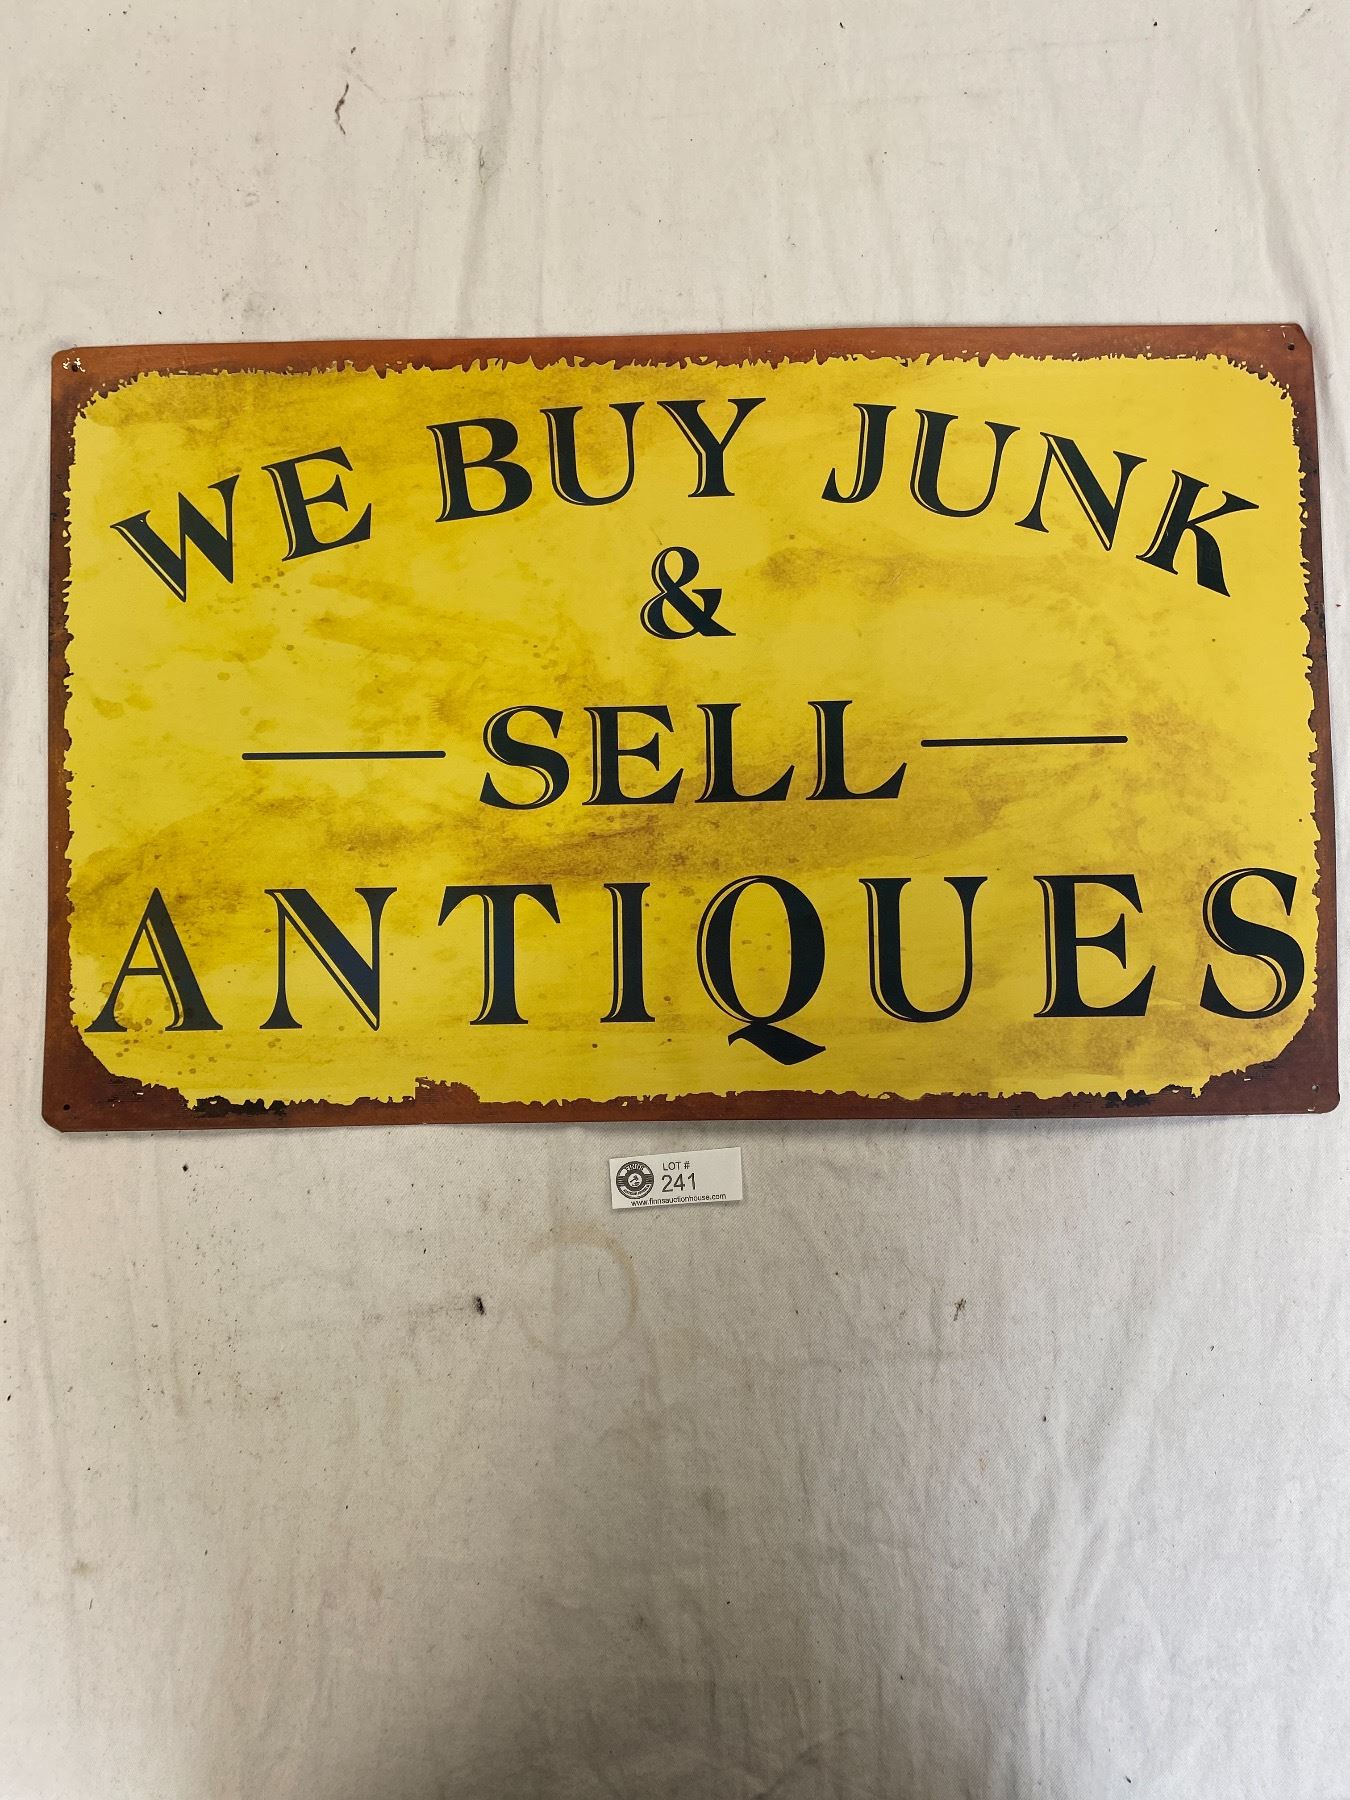 WE BUY JUNK
&
SELL
ANTIQUES
LOT #
241
www.finnsauctionhouse.com